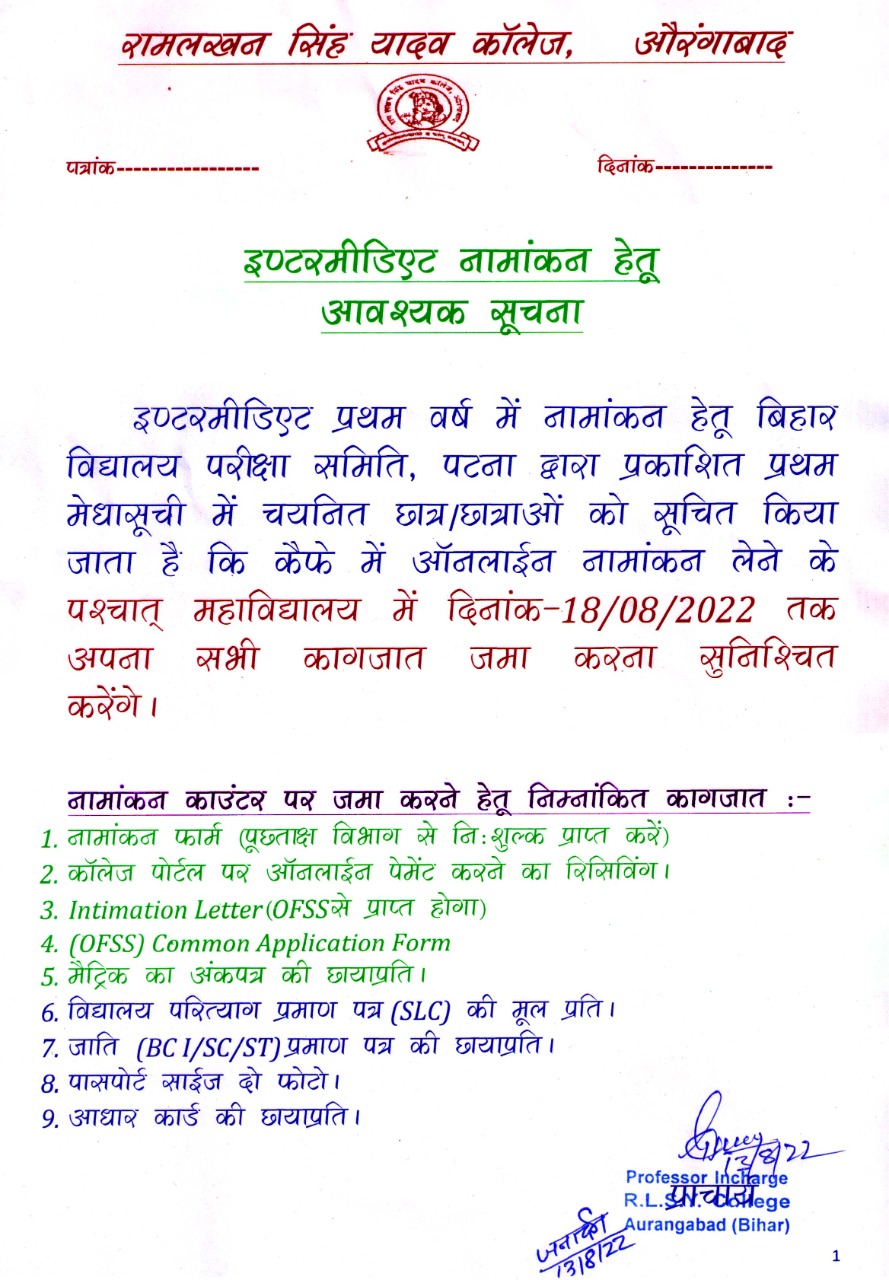 रामलखन सिंह यादव कॉलेज, औरंगाबाद
पत्रांक----------------- दिनांक--------------
इण्टरमीडिएट नामांकन हेतू
आवश्यक सूचना
इण्टरमीडिएट प्रथम वर्ष में नामांकन हेतू बिहार
विद्यालय परीक्षा समिति, पटना द्वारा प्रकाशित प्रथम
मेधासूची में चयनित छात्र/छात्राओं को सूचित किया
जाता है कि कैफे में ऑनलाईन नामांकन लेने के
पश्चात् महाविद्यालय में दिनांक-18/08/2022 तक
अपना सभी कागजात जमा करना सुनिश्चित
करेंगे।
नामांकन काउंटर पर जमा करने हेतू निम्नांकित कागजात :-
1. नामांकन फार्म (पूछ्ताक्ष विभाग से नि:शुल्क प्राप्त करें)
2. कॉलेज पोर्टल पर ऑनलाईन पेमेंट करने का रिसिविंग।
3. Intimation Letter(OFSSसे प्राप्त होगा)
4. (OFSS) Common Application Form
5. मैट्रिक का अंकपत्र की छायाप्रति।
6. विद्यालय परित्याग प्रमाण पत्र (SLC) की मूल प्रति।
7. जाति (BC I/SC/ST) प्रमाण पत्र की छायाप्रति।
8. पासपोर्ट साईज दो फोटो।
9. आधार कार्ड की छायाप्रति।
13/8/22
Professor Incharge
प्राचार्य
R.L.S.Y. College
Aurangabad (Bihar)
जनार्दन
13/8/22
1